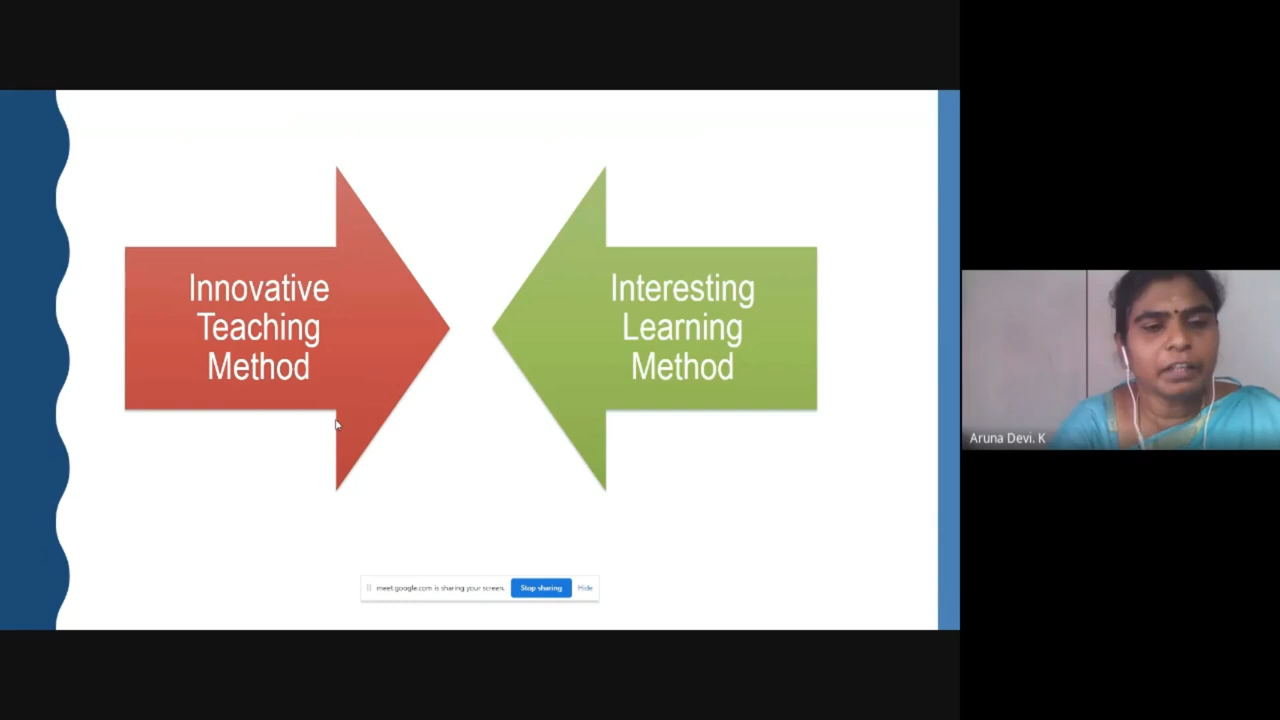 Innovative
Teaching
Method
Interesting
Learning
Method
Aruna Devi. K
meet.google.com is sharing your screen.
Stop sharing
Hide